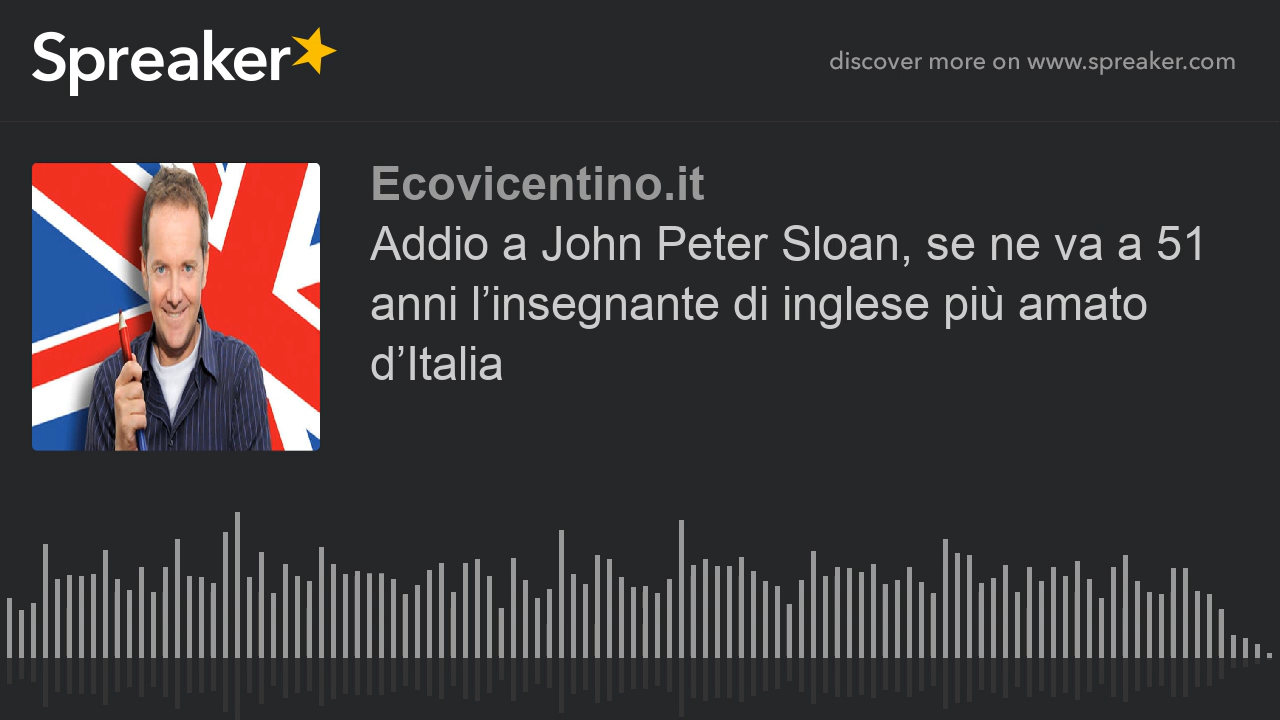 Spreaker
discover more on www.spreaker.com
Ecovicentino.it
Addio a John Peter Sloan, se ne va a 51
anni l’insegnante di inglese più amato
d’Italia